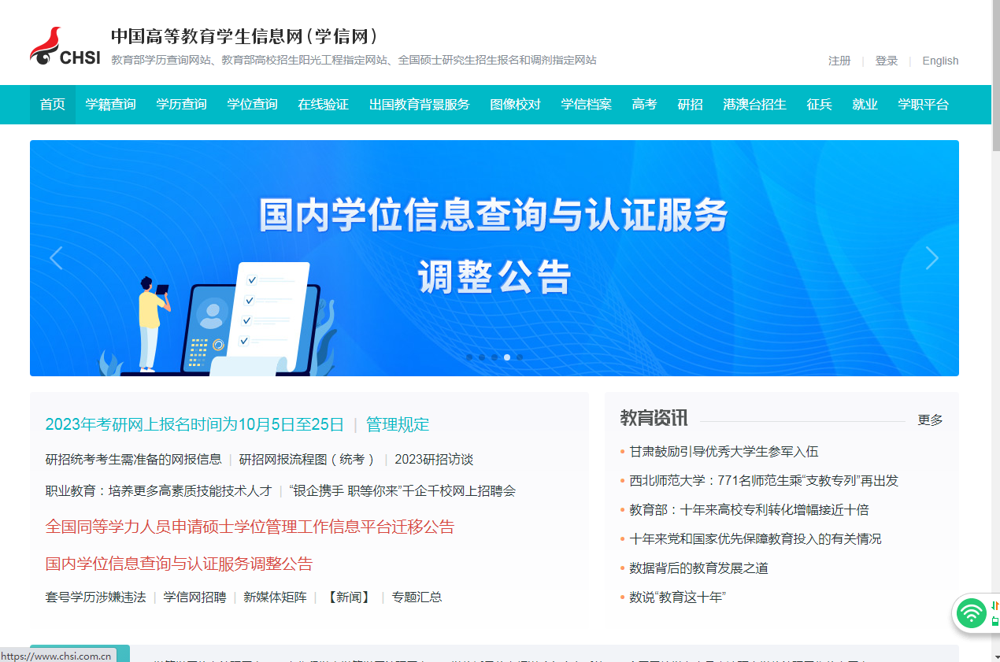 中国高等教育学生信息网(学信网)
CHSI
教育部学历查询网站、教育部高校招生阳光工程指定网站、全国硕士研究生招生报名和调剂指定网站
注册 | 登录 | English
首页 学籍查询 学历查询 学位查询 在线验证 出国教育背景服务 图像校对 学信档案 高考 研招 港澳台招生 征兵 就业 学职平台
国内学位信息查询与认证服务
调整公告
2023年考研网上报名时间为10月5日至25日 | 管理规定
研招统考考生需准备的网报信息 | 研招网报流程图(统考) | 2023研招访谈
职业教育:培养更多高素质技能技术人才 | “银企携手 职等你来”千企千校网上招聘会
全国同等学力人员申请硕士学位管理工作信息平台迁移公告
国内学位信息查询与认证服务调整公告
套号学历涉嫌违法 | 学信网招聘 | 新媒体矩阵 | 【新闻】 | 专题汇总
教育资讯 更多
甘肃鼓励引导优秀大学生参军入伍
西北师范大学:771名师范生乘“支教专列”再出发
教育部:十年来高校专利转化增幅接近十倍
十年来党和国家优先保障教育投入的有关情况
数据背后的教育发展之道
数说“教育这十年”
https://www.chsi.com.cn